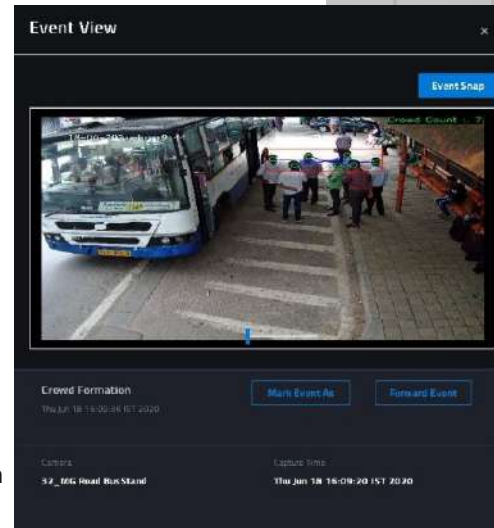 Event View
×
Event Snap
Crowd Count : 7
Crowd Formation
Mark Event As
Forward Event
Thu Jun 18 16:09:36 IST 2020
Camera
Capture Time
32_MG Road Bus Stand
Thu Jun 18 16:09:20 IST 2020